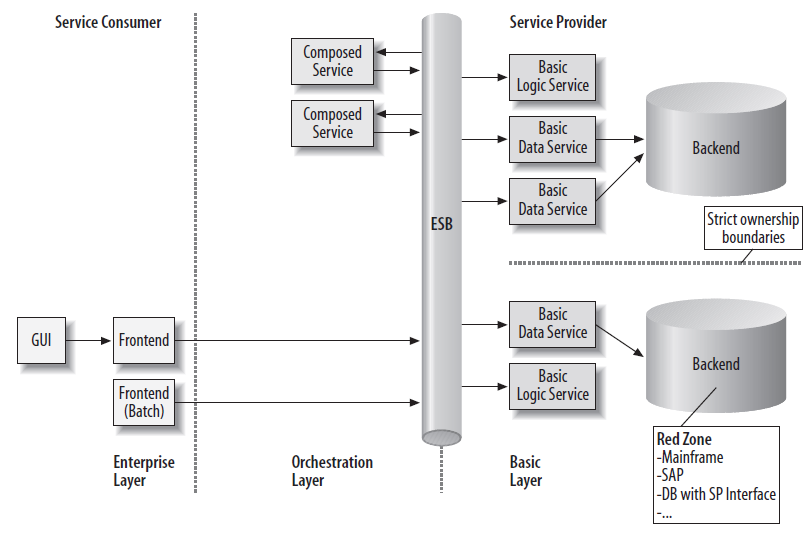 Service Consumer
Service Provider
Composed
Service
Composed
Service
Basic
Logic Service
Basic
Data Service
Basic
Data Service
Backend
Strict ownership
boundaries
ESB
GUI
Frontend
Frontend
(Batch)
Basic
Data Service
Basic
Logic Service
Backend
Red Zone
-Mainframe
-SAP
-DB with SP Interface
-...
Enterprise
Layer
Orchestration
Layer
Basic
Layer